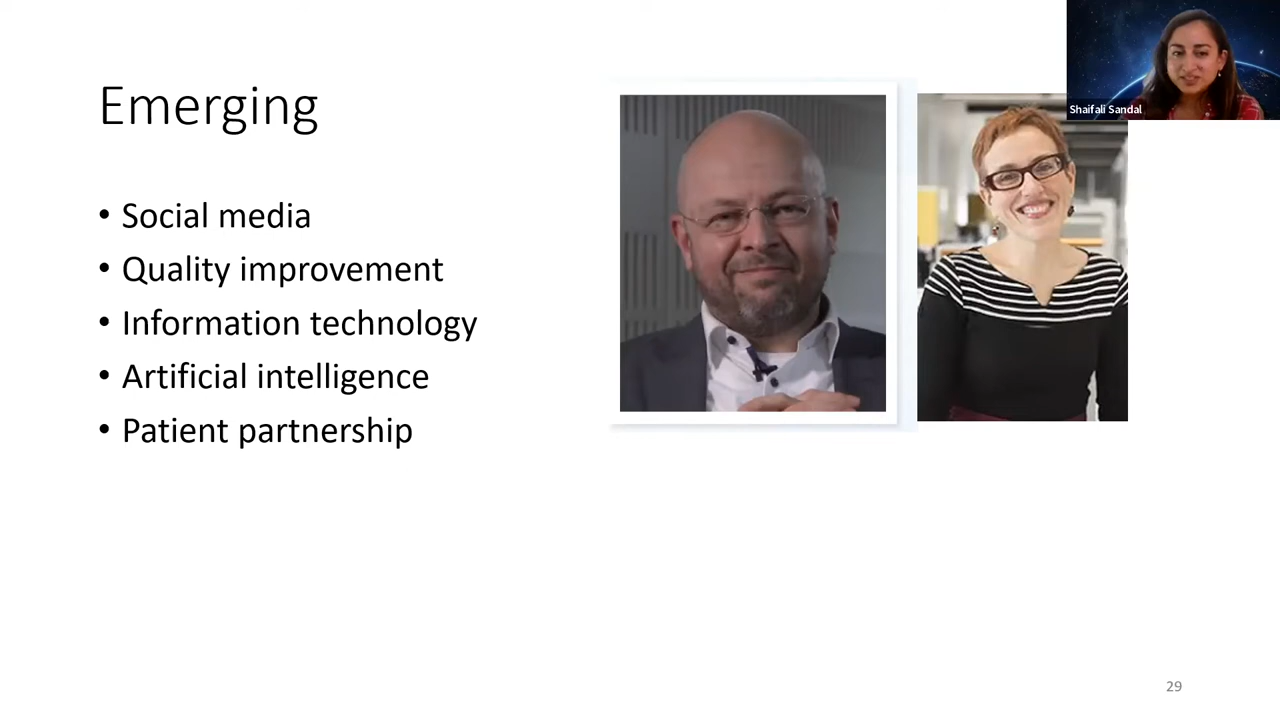 Shaifali Sandal
Emerging
• Social media
• Quality improvement
• Information technology
• Artificial intelligence
• Patient partnership
29